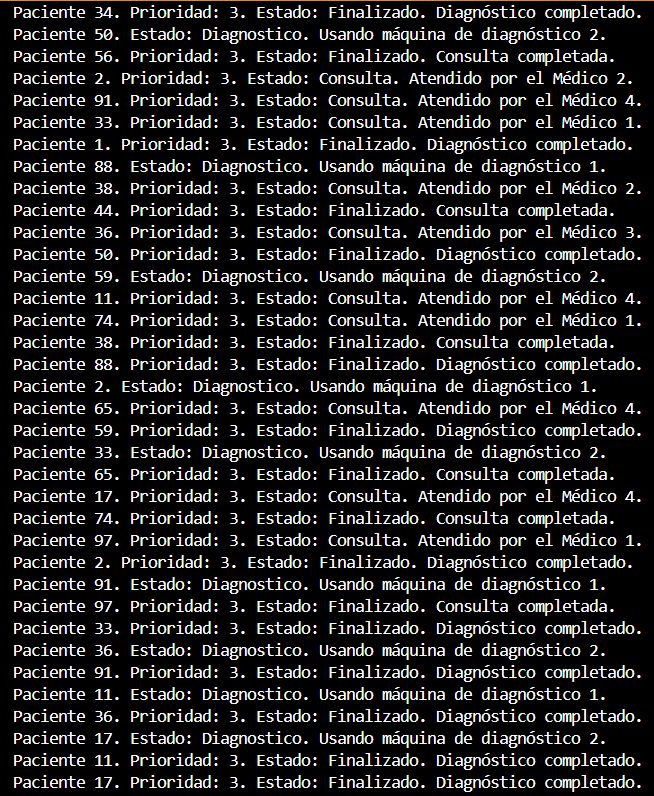 Paciente 34. Prioridad: 3. Estado: Finalizado. Diagnóstico completado.
Paciente 50. Estado: Diagnostico. Usando máquina de diagnóstico 2.
Paciente 56. Prioridad: 3. Estado: Finalizado. Consulta completada.
Paciente 2. Prioridad: 3. Estado: Consulta. Atendido por el Médico 2.
Paciente 91. Prioridad: 3. Estado: Consulta. Atendido por el Médico 4.
Paciente 33. Prioridad: 3. Estado: Consulta. Atendido por el Médico 1.
Paciente 1. Prioridad: 3. Estado: Finalizado. Diagnóstico completado.
Paciente 88. Estado: Diagnostico. Usando máquina de diagnóstico 1.
Paciente 38. Prioridad: 3. Estado: Consulta. Atendido por el Médico 2.
Paciente 44. Prioridad: 3. Estado: Finalizado. Consulta completada.
Paciente 36. Prioridad: 3. Estado: Consulta. Atendido por el Médico 3.
Paciente 50. Prioridad: 3. Estado: Finalizado. Diagnóstico completado.
Paciente 59. Estado: Diagnostico. Usando máquina de diagnóstico 2.
Paciente 11. Prioridad: 3. Estado: Consulta. Atendido por el Médico 4.
Paciente 74. Prioridad: 3. Estado: Consulta. Atendido por el Médico 1.
Paciente 38. Prioridad: 3. Estado: Finalizado. Consulta completada.
Paciente 88. Prioridad: 3. Estado: Finalizado. Diagnóstico completado.
Paciente 2. Estado: Diagnostico. Usando máquina de diagnóstico 1.
Paciente 65. Prioridad: 3. Estado: Consulta. Atendido por el Médico 4.
Paciente 59. Prioridad: 3. Estado: Finalizado. Diagnóstico completado.
Paciente 33. Estado: Diagnostico. Usando máquina de diagnóstico 2.
Paciente 65. Prioridad: 3. Estado: Finalizado. Consulta completada.
Paciente 17. Prioridad: 3. Estado: Consulta. Atendido por el Médico 4.
Paciente 74. Prioridad: 3. Estado: Finalizado. Consulta completada.
Paciente 97. Prioridad: 3. Estado: Consulta. Atendido por el Médico 1.
Paciente 2. Prioridad: 3. Estado: Finalizado. Diagnóstico completado.
Paciente 91. Estado: Diagnostico. Usando máquina de diagnóstico 1.
Paciente 97. Prioridad: 3. Estado: Finalizado. Consulta completada.
Paciente 33. Prioridad: 3. Estado: Finalizado. Diagnóstico completado.
Paciente 36. Estado: Diagnostico. Usando máquina de diagnóstico 2.
Paciente 91. Prioridad: 3. Estado: Finalizado. Diagnóstico completado.
Paciente 11. Estado: Diagnostico. Usando máquina de diagnóstico 1.
Paciente 36. Prioridad: 3. Estado: Finalizado. Diagnóstico completado.
Paciente 17. Estado: Diagnostico. Usando máquina de diagnóstico 2.
Paciente 11. Prioridad: 3. Estado: Finalizado. Diagnóstico completado.
Paciente 17. Prioridad: 3. Estado: Finalizado. Diagnóstico completado.